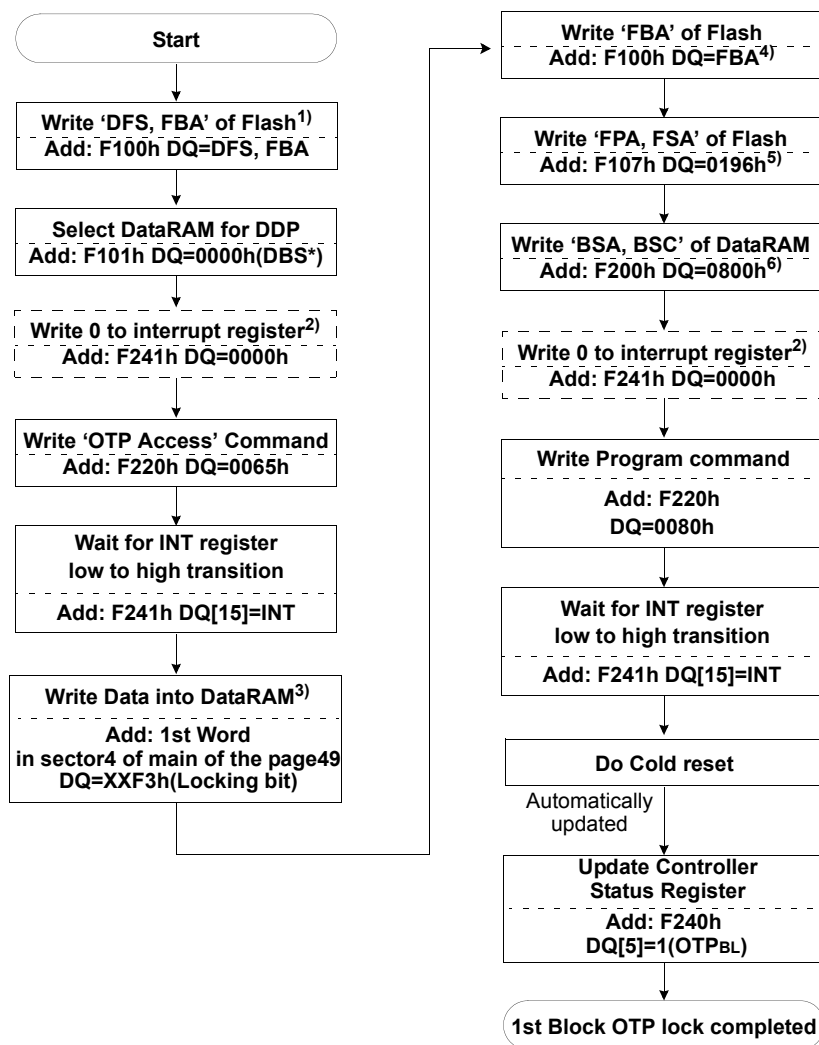 Start
Write ‘DFS, FBA’ of Flash1)
Add: F100h DQ=DFS, FBA
Select DataRAM for DDP
Add: F101h DQ=0000h(DBS*)
Write 0 to interrupt register2)
Add: F241h DQ=0000h
Write ‘OTP Access’ Command
Add: F220h DQ=0065h
Wait for INT register
low to high transition
Add: F241h DQ[15]=INT
Write Data into DataRAM3)
Add: 1st Word
in sector4 of main of the page49
DQ=XXF3h(Locking bit)
Write ‘FBA’ of Flash
Add: F100h DQ=FBA4)
Write ‘FPA, FSA’ of Flash
Add: F107h DQ=0196h5)
Write ‘BSA, BSC’ of DataRAM
Add: F200h DQ=0800h6)
Write 0 to interrupt register2)
Add: F241h DQ=0000h
Write Program command
Add: F220h
DQ=0080h
Wait for INT register
low to high transition
Add: F241h DQ[15]=INT
Do Cold reset
Automatically
updated
Update Controller
Status Register
Add: F240h
DQ[5]=1(OTPBL)
1st Block OTP lock completed